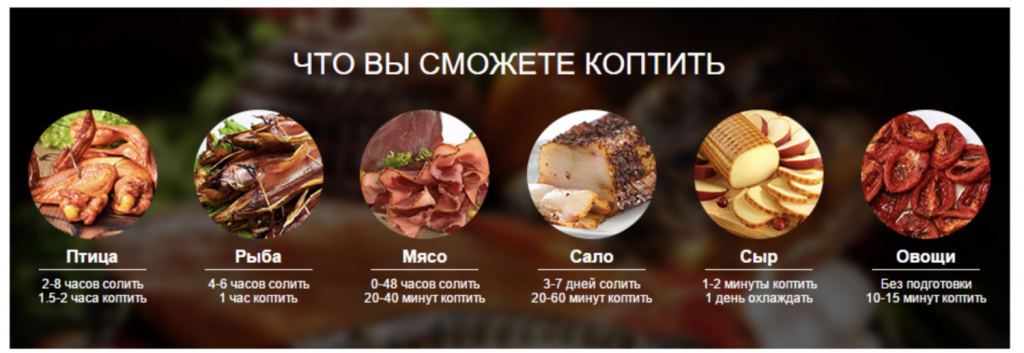 ЧТО ВЫ СМОЖЕТЕ КОПТИТЬ
Птица
2-8 часов солить
1.5-2 часа коптить
Рыба
4-6 часов солить
1 час коптить
Мясо
0-48 часов солить
20-40 минут коптить
Сало
3-7 дней солить
20-60 минут коптить
Сыр
1-2 минуты коптить
1 день охлаждать
Овощи
Без подготовки
10-15 минут коптить